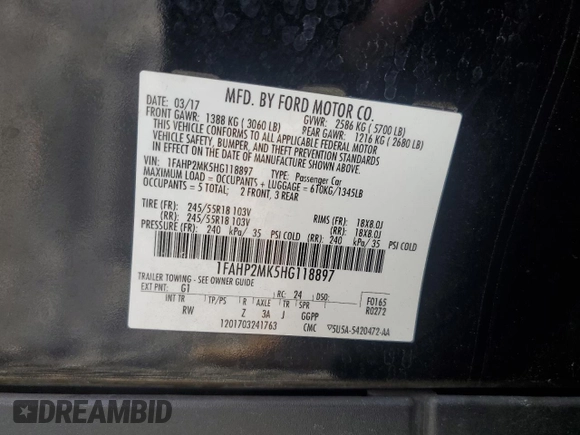 MFD. BY FORD MOTOR CO.
DATE: 03/17 GVWR: 2586 KG ( 5700 LB)
FRONT GAWR: 1388 KG ( 3060 LB) REAR GAWR: 1216 KG ( 2680 LB)
THIS VEHICLE CONFORMS TO ALL APPLICABLE FEDERAL MOTOR
VEHICLE SAFETY, BUMPER, AND THEFT PREVENTION STANDARDS
IN EFFECT ON THE DATE OF MANUFACTURE SHOWN ABOVE.
VIN: 1FAHP2MK5HG118897 TYPE: Passenger Car
MAXIMUM LOAD = OCCUPANTS + LUGGAGE = 610KG/1345LB
OCCUPANTS = 5 TOTAL; 2 FRONT, 3 REAR
TIRE (FR): 245/55R18 103V RIMS (FR): 18X8.0J
(RR): 245/55R18 103V (RR): 18X8.0J
PRESSURE (FR): 240 kPa/ 35 PSI COLD (RR): 240 kPa/ 35 PSI COLD
1FAHP2MK5HG118897
TRAILER TOWING - SEE OWNER GUIDE
EXT PNT: G1 RC: 24 DSO: F0165
INT TR TP/PS R AXLE TR SPR R0272
RW Z 3A J GGPP
1201703241763 CMC ▽5U5A-5420472-AA
DREAMBID